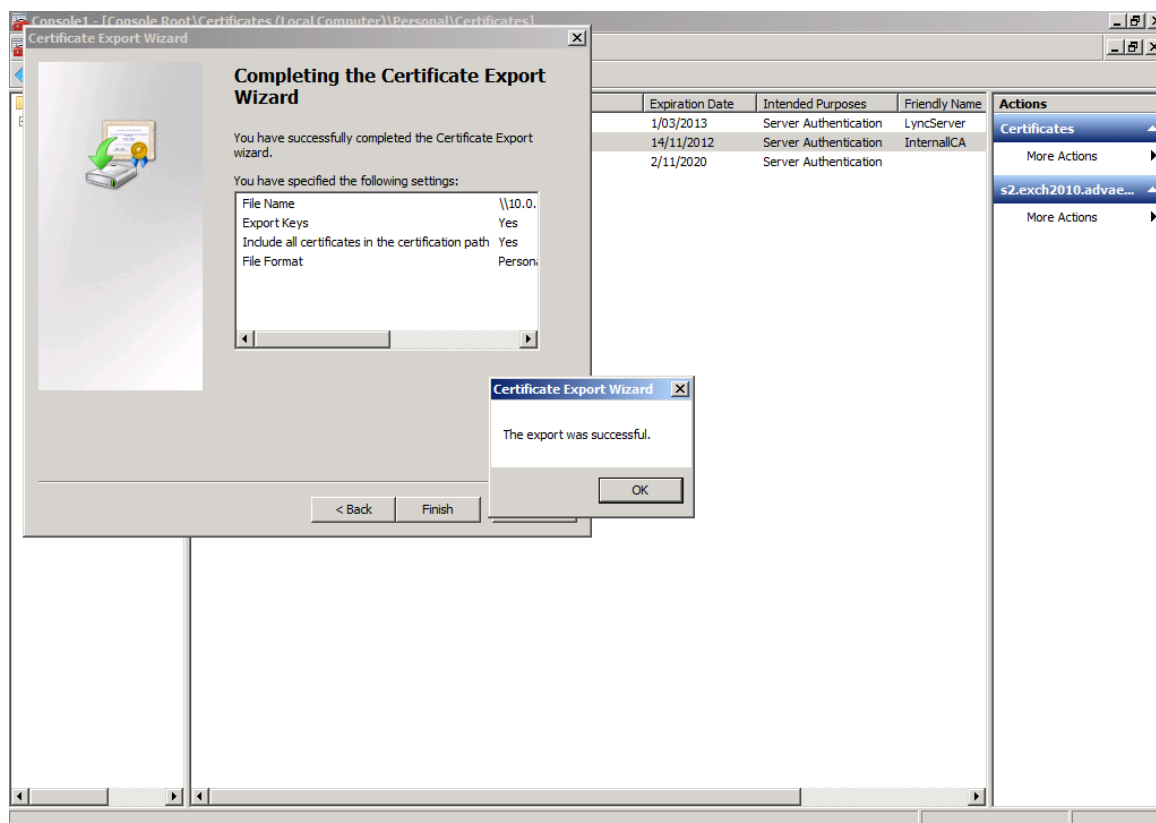 Console1 - [Console Root\Certificates (Local Computer)\Personal\Certificates]
Certificate Export Wizard
Completing the Certificate Export
Wizard
You have successfully completed the Certificate Export
wizard.
You have specified the following settings:
File Name \\10.0.
Export Keys Yes
Include all certificates in the certification path Yes
File Format Person
< Back Finish
Certificate Export Wizard
The export was successful.
OK
Expiration Date Intended Purposes Friendly Name
1/03/2013 Server Authentication LyncServer
14/11/2012 Server Authentication InternalCA
2/11/2020 Server Authentication
Actions
Certificates
More Actions
s2.exch2010.advae...
More Actions